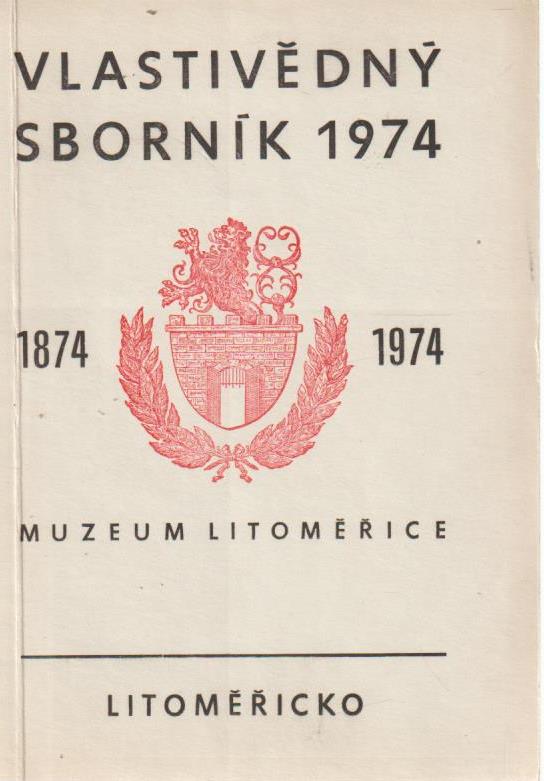 VLASTIVĚDNÝ
SBORNÍK 1974
1874 1974
MUZEUM LITOMĚŘICE
LITOMĚŘICKO